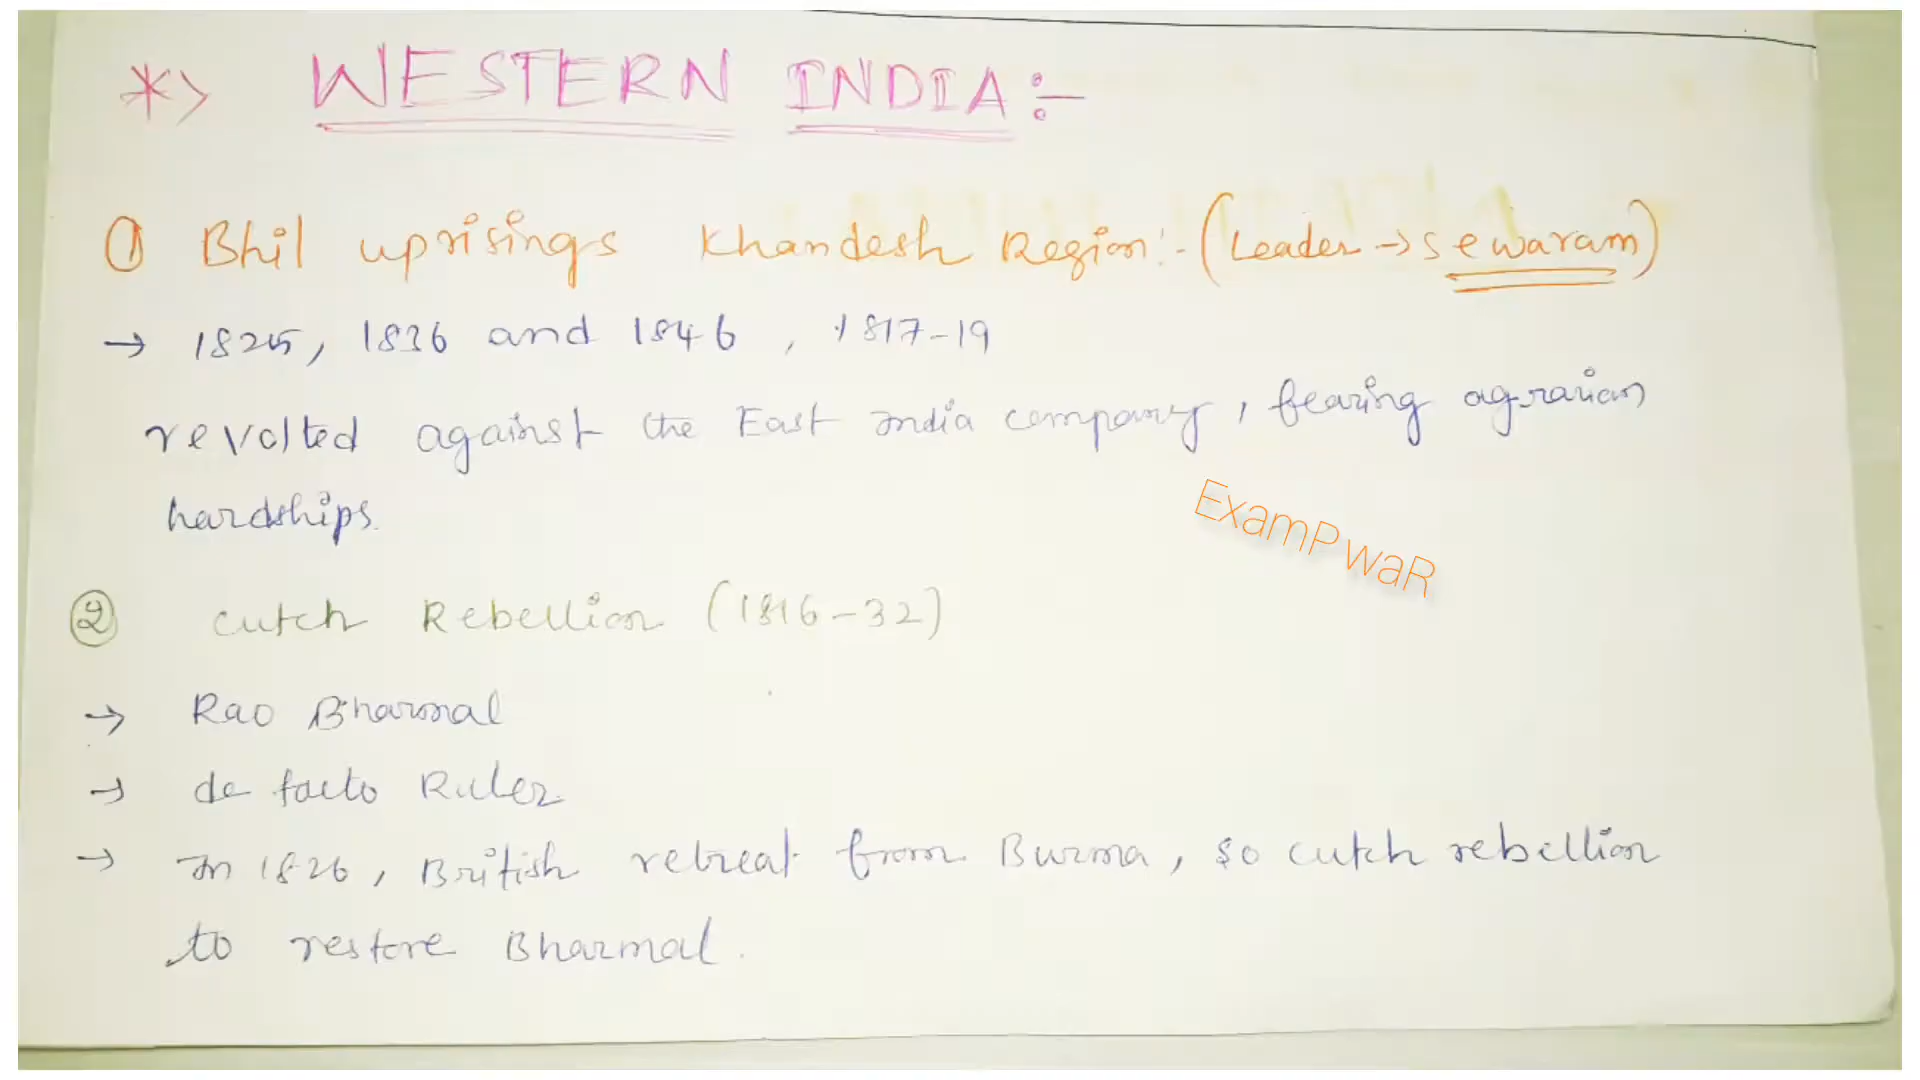 *> WESTERN INDIA:-
① Bhil uprisings Khandesh Region:- (Leader → Sewaram)
→ 1825, 1836 and 1846, 1817-19
revolted against the East India company, fearing agrarian
hardships.
ExamPwaR
② Cutch Rebellion (1816-32)
→ Rao Bharmal
→ de facto Ruler
→ In 1826, British retreat from Burma, so cutch rebellion
to restore Bharmal.